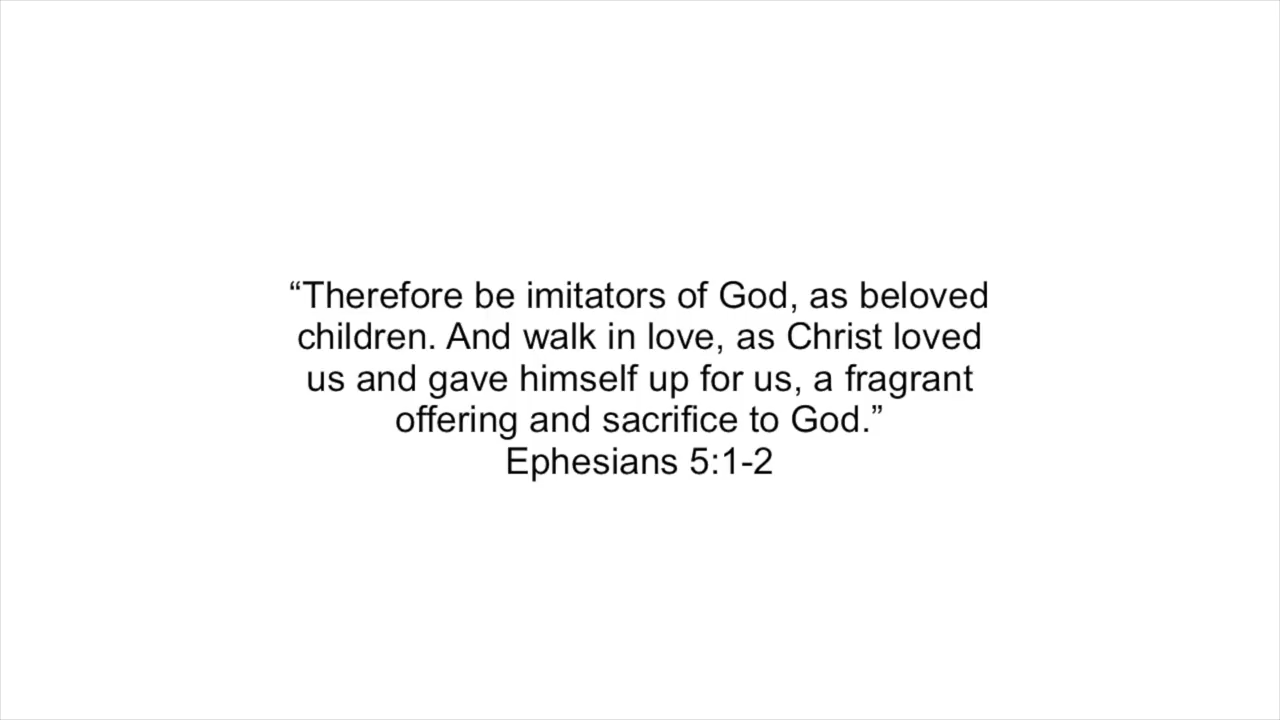 “Therefore be imitators of God, as beloved
children. And walk in love, as Christ loved
us and gave himself up for us, a fragrant
offering and sacrifice to God.”
Ephesians 5:1-2